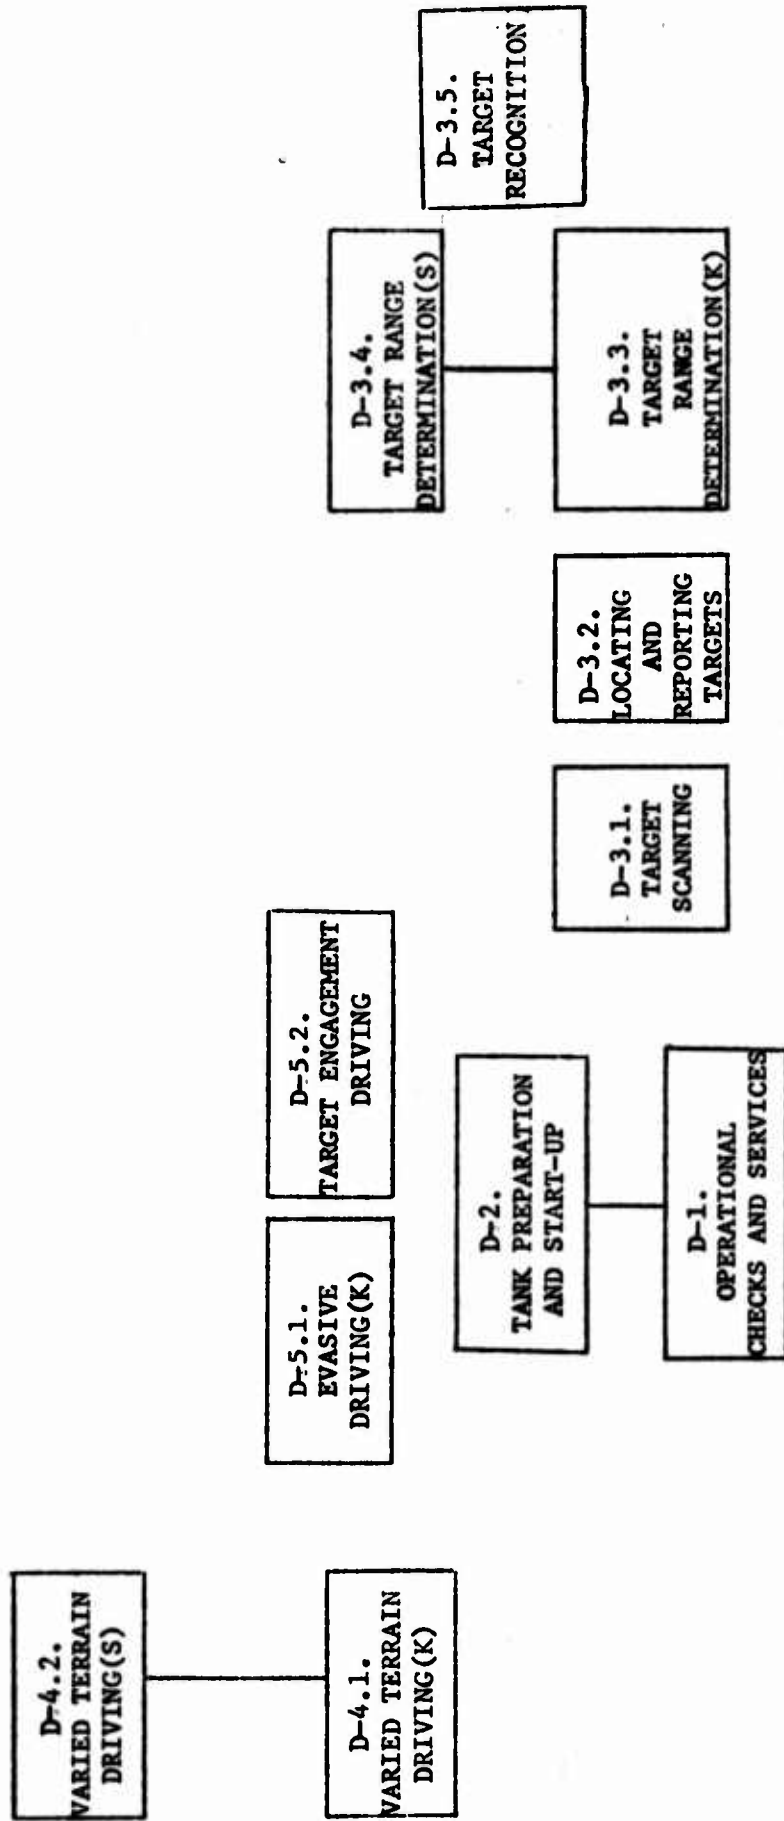 D-4.2.
VARIED TERRAIN
DRIVING(S)
D-4.1.
VARIED TERRAIN
DRIVING(K)
D-5.1.
EVASIVE
DRIVING(K)
D-5.2.
TARGET ENGAGEMENT
DRIVING
D-2.
TANK PREPARATION
AND START-UP
D-1.
OPERATIONAL
CHECKS AND SERVICES
D-3.1.
TARGET
SCANNING
D-3.2.
LOCATING
AND
REPORTING
TARGETS
D-3.4.
TARGET RANGE
DETERMINATION(S)
D-3.3.
TARGET
RANGE
DETERMINATION(K)
D-3.5.
TARGET
RECOGNITION